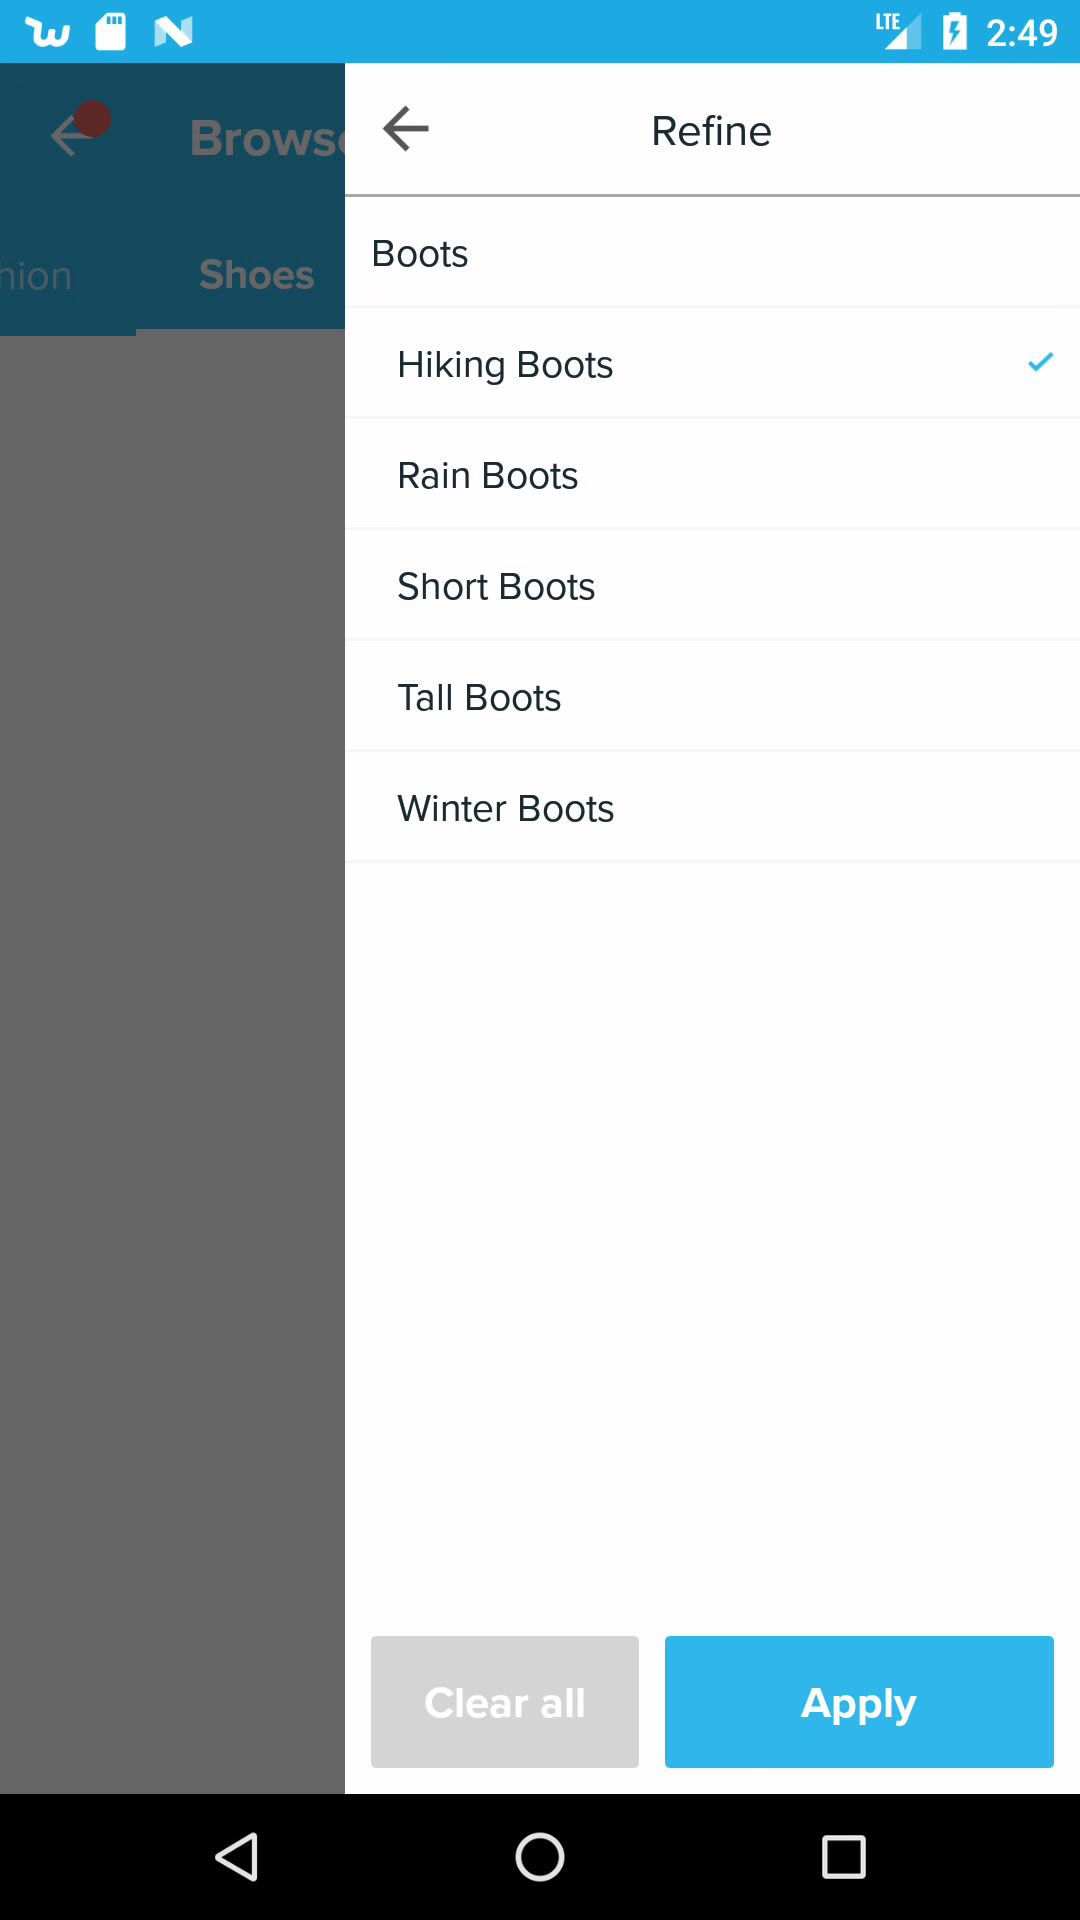 LTE 2:49
Browse
Refine
hion
Shoes
Boots
Hiking Boots
Rain Boots
Short Boots
Tall Boots
Winter Boots
Clear all
Apply